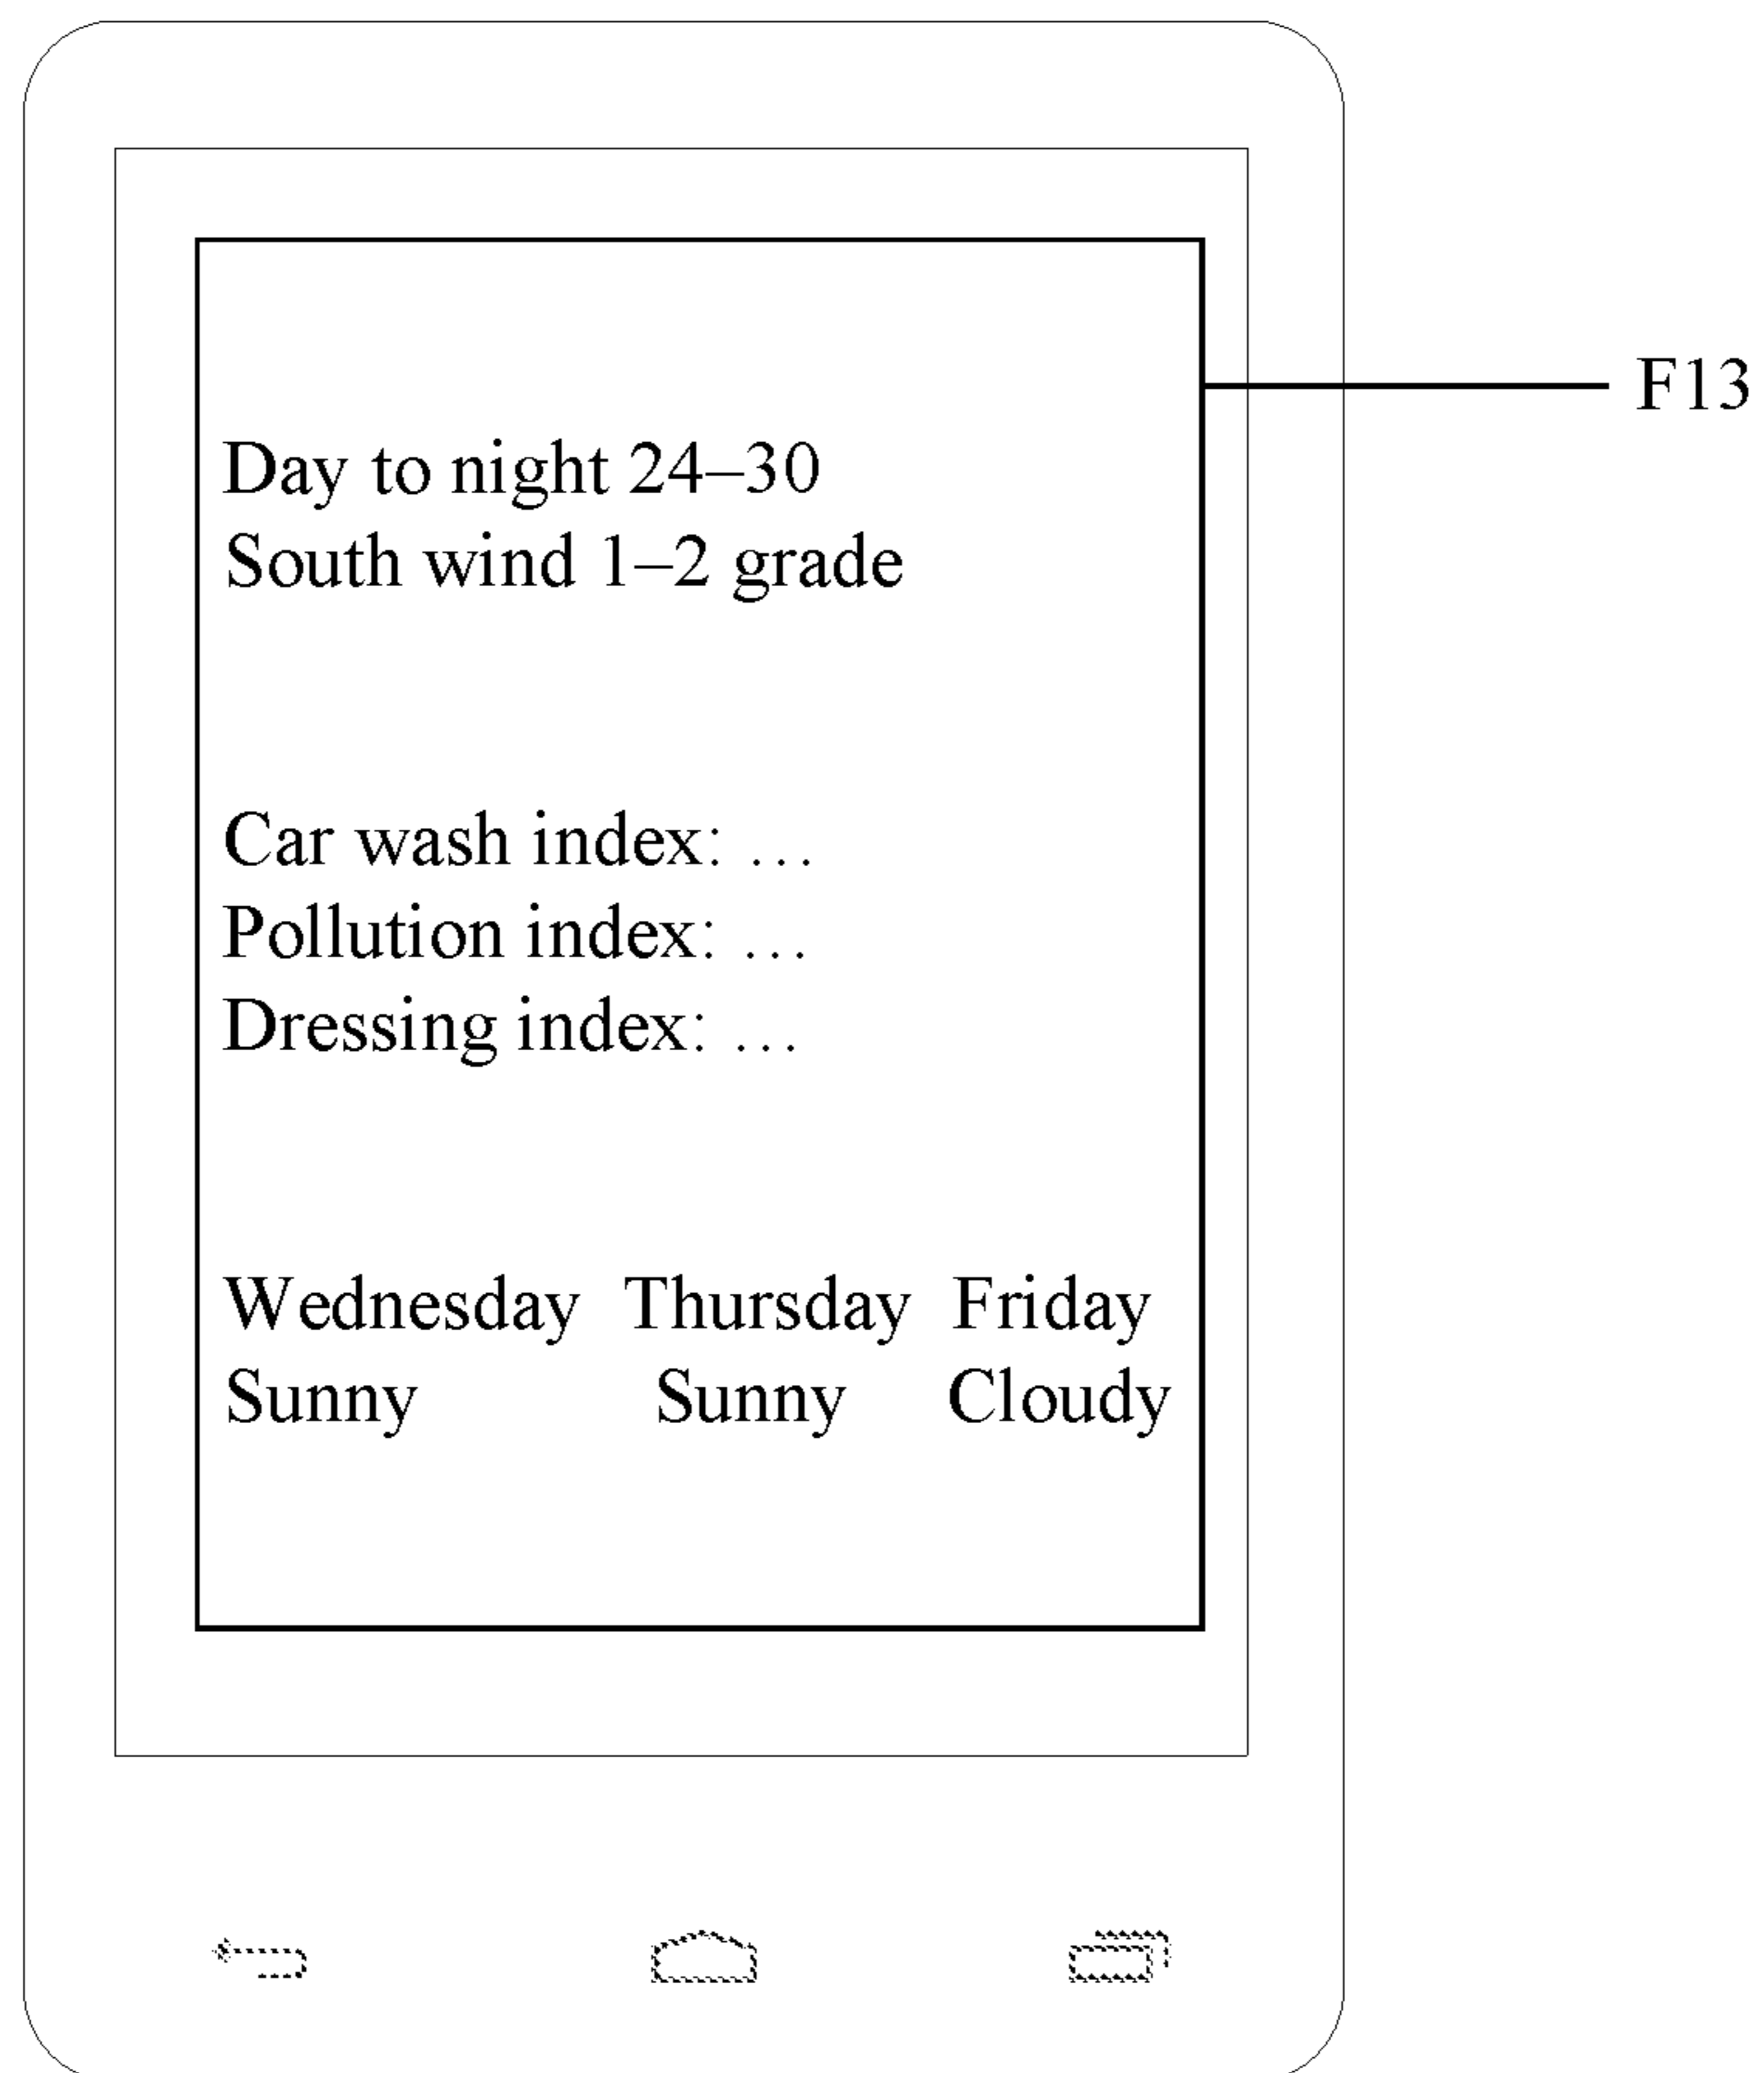 F13
Day to night 24–30
South wind 1–2 grade
Car wash index: …
Pollution index: …
Dressing index: …
Wednesday Thursday Friday
Sunny Sunny Cloudy